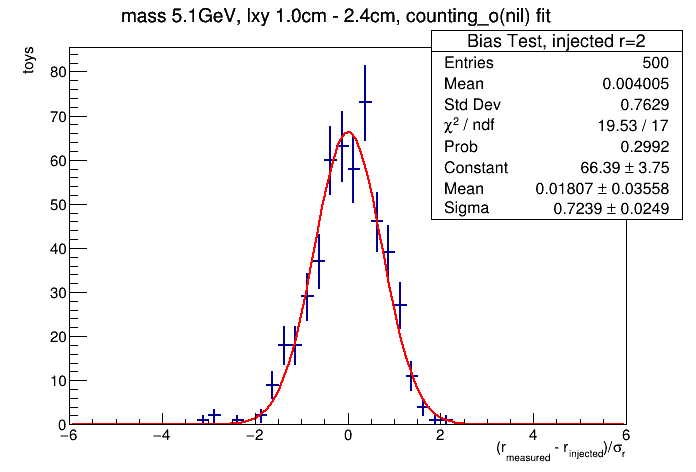 mass 5.1GeV, lxy 1.0cm - 2.4cm, counting_o(nil) fit
Bias Test, injected r=2
Entries 500
Mean 0.004005
Std Dev 0.7629
χ² / ndf 19.53 / 17
Prob 0.2992
Constant 66.39 ± 3.75
Mean 0.01807 ± 0.03558
Sigma 0.7239 ± 0.0249
toys
80
70
60
50
40
30
20
10
0
−6 −4 −2 0 2 4 6
(r_measured - r_injected)/σ_r